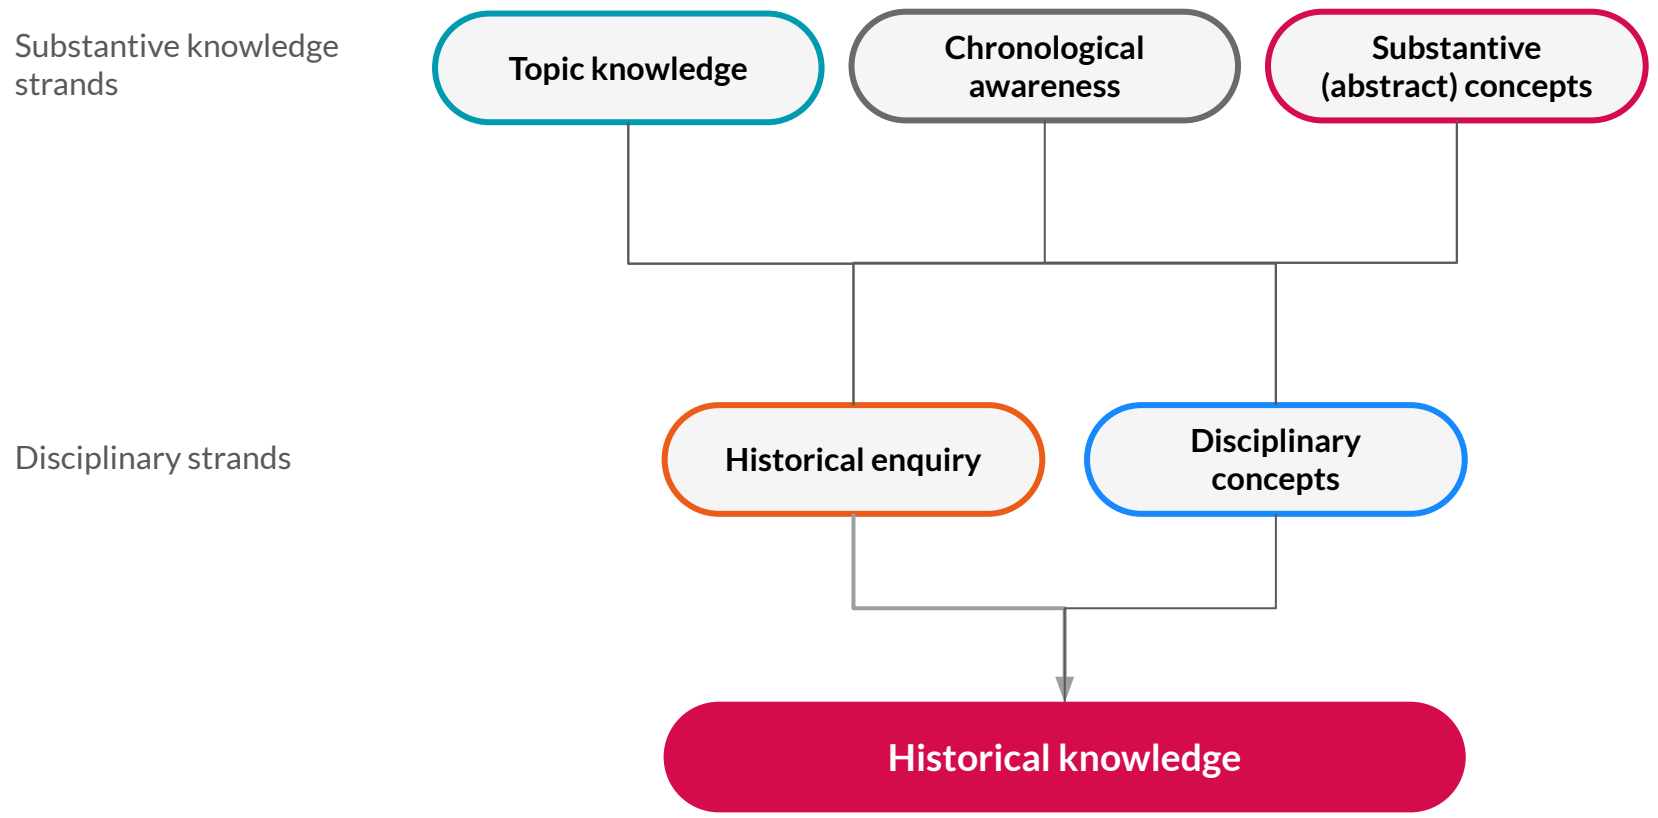 Substantive knowledge
strands
Topic knowledge
Chronological
awareness
Substantive
(abstract) concepts
Disciplinary strands
Historical enquiry
Disciplinary
concepts
Historical knowledge